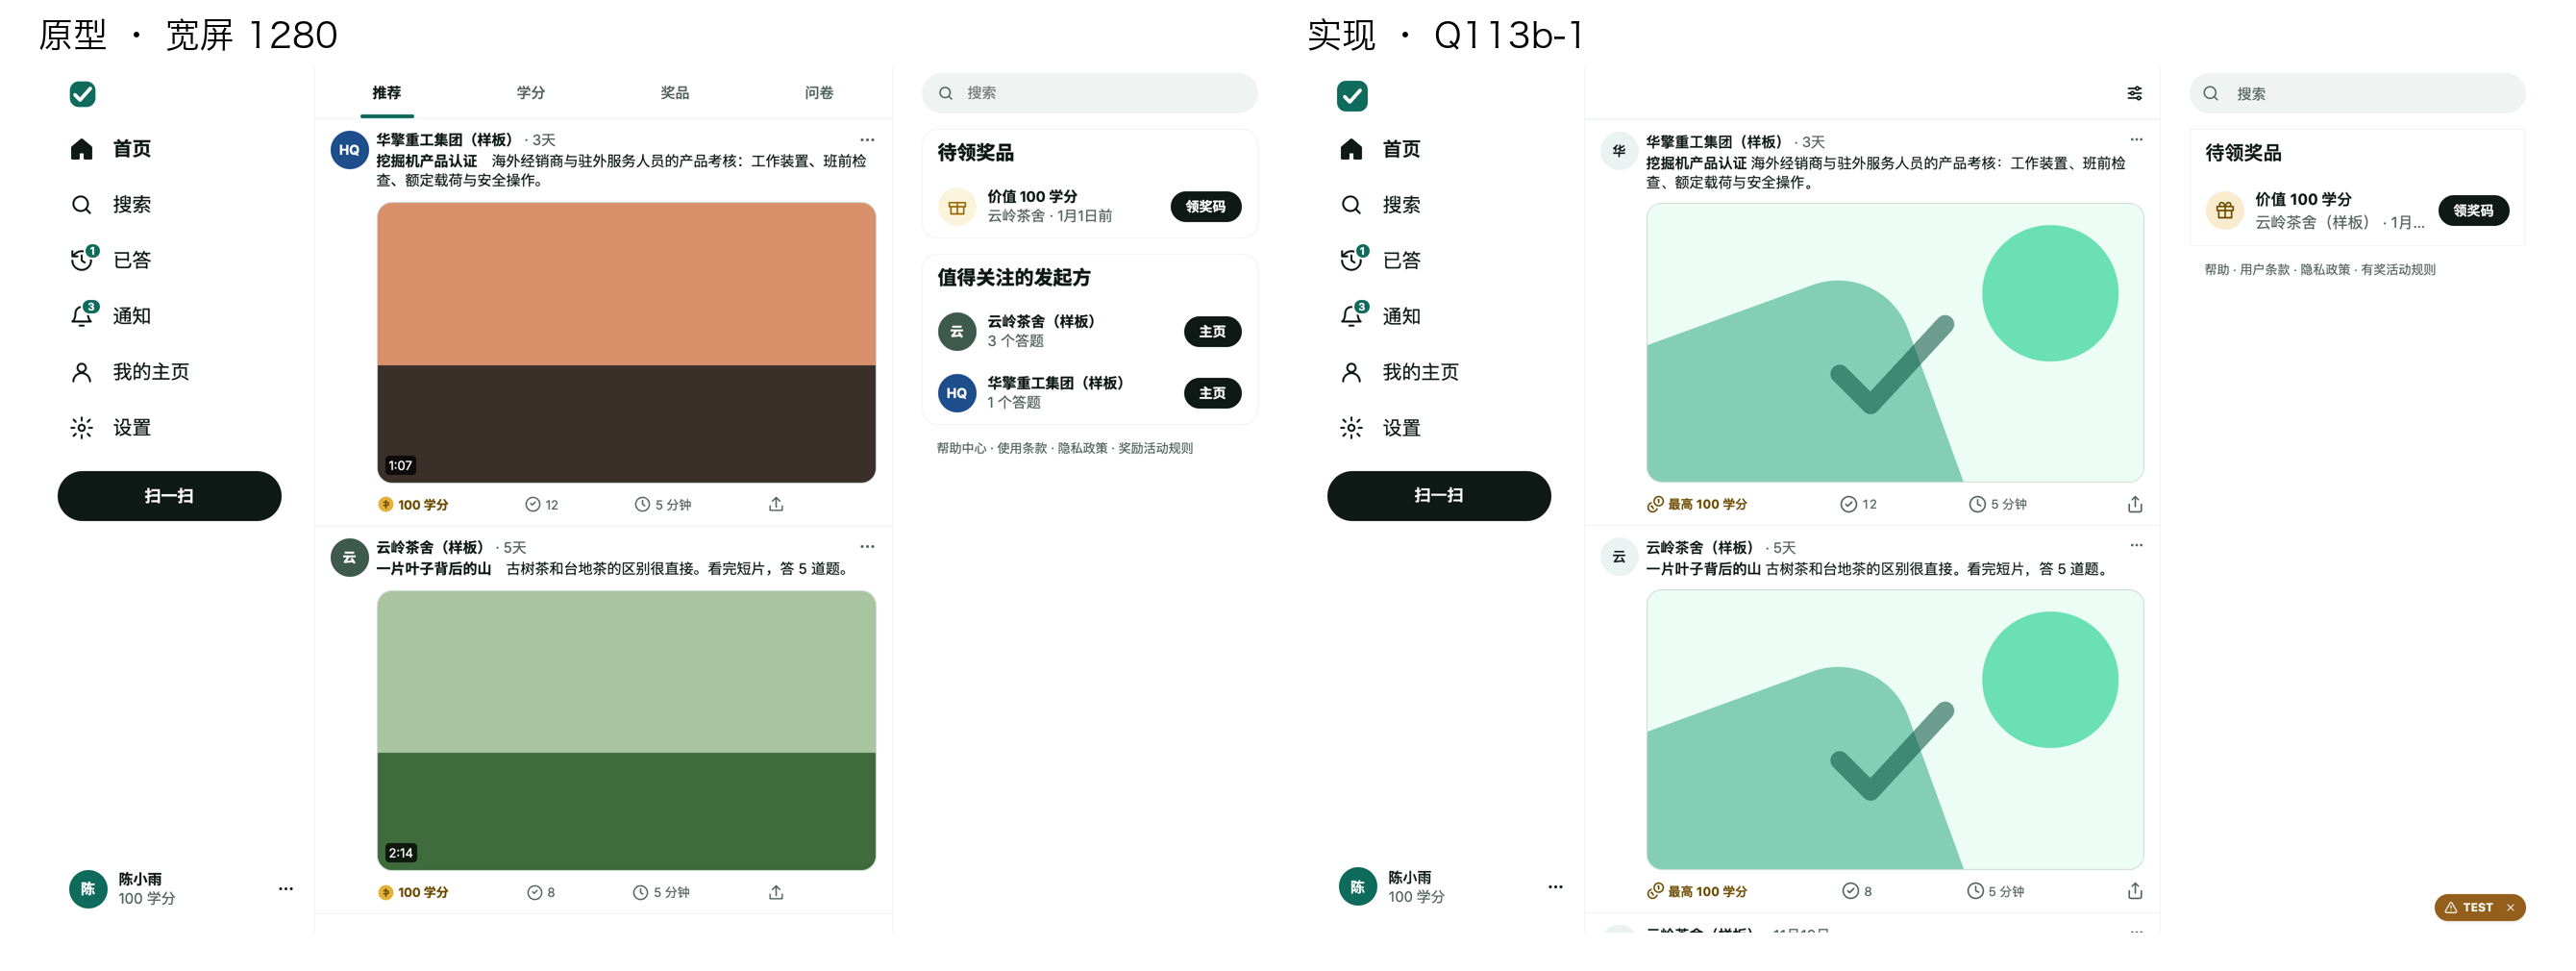 原型 · 宽屏 1280
首页
搜索
1
已答
3
通知
我的主页
设置
扫一扫
陈
陈小雨
100 学分
推荐 学分 奖品 问卷
HQ
华擎重工集团（样板） · 3天
挖掘机产品认证 海外经销商与驻外服务人员的产品考核：工作装置、班前检
查、额定载荷与安全操作。
1:07
100 学分 12 5 分钟
云
云岭茶舍（样板） · 5天
一片叶子背后的山 古树茶和台地茶的区别很直接。看完短片，答 5 道题。
2:14
100 学分 8 5 分钟
搜索
待领奖品
价值 100 学分
云岭茶舍 · 1月1日前
领奖码
值得关注的发起方
云
云岭茶舍（样板）
3 个答题
主页
HQ
华擎重工集团（样板）
1 个答题
主页
帮助中心 · 使用条款 · 隐私政策 · 奖励活动规则
实现 · Q113b-1
首页
搜索
1
已答
3
通知
我的主页
设置
扫一扫
陈
陈小雨
100 学分
华
华擎重工集团（样板） · 3天
挖掘机产品认证 海外经销商与驻外服务人员的产品考核：工作装置、班前检
查、额定载荷与安全操作。
最高 100 学分 12 5 分钟
云
云岭茶舍（样板） · 5天
一片叶子背后的山 古树茶和台地茶的区别很直接。看完短片，答 5 道题。
最高 100 学分 8 5 分钟
搜索
待领奖品
价值 100 学分
云岭茶舍（样板） · 1月...
领奖码
帮助 · 用户条款 · 隐私政策 · 有奖活动规则
TEST